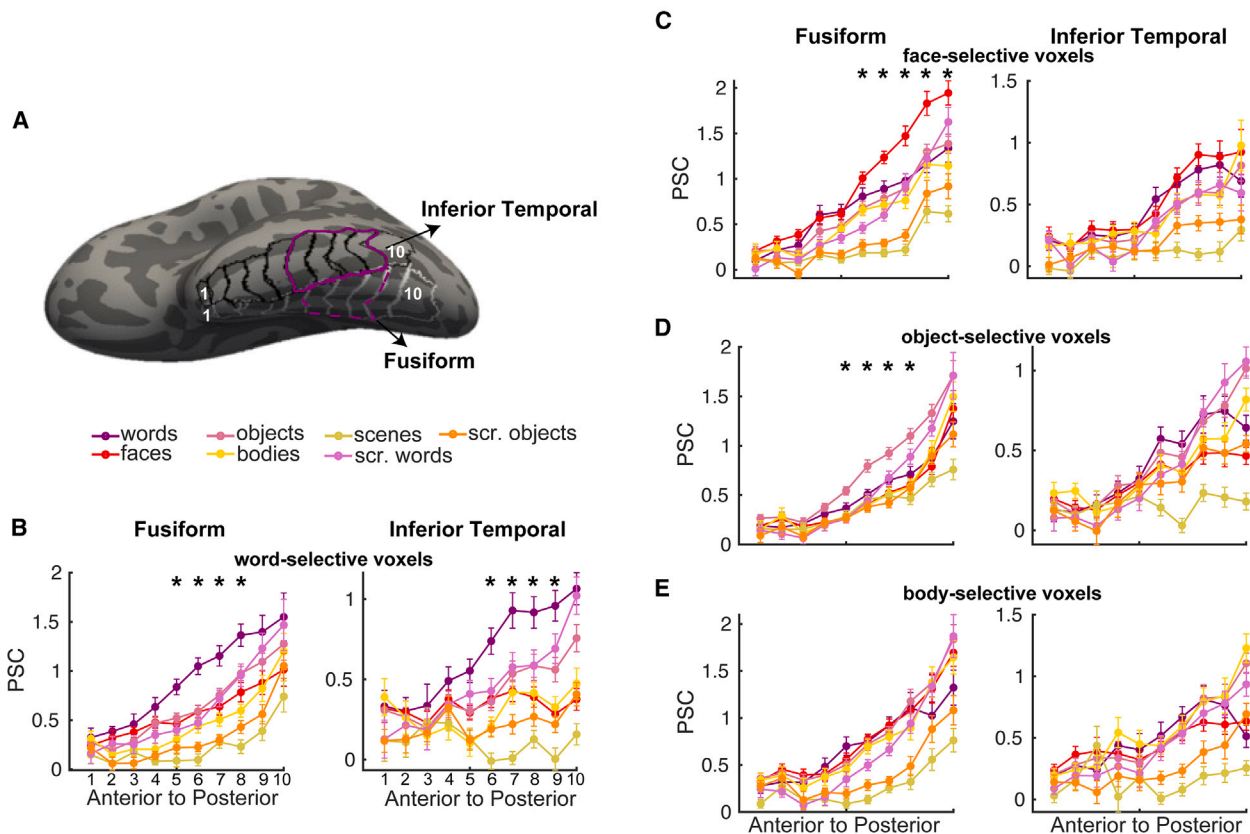 A
Inferior Temporal
10
10
1
1
Fusiform
words
objects
scenes
scr. objects
faces
bodies
scr. words
B
Fusiform
Inferior Temporal
word-selective voxels
* * * *
* * * *
2
1.5
1
0.5
0
PSC
1
0.5
0
1 2 3 4 5 6 7 8 9 10
1 2 3 4 5 6 7 8 9 10
Anterior to Posterior
Anterior to Posterior
C
Fusiform
Inferior Temporal
face-selective voxels
* * * * *
2
1.5
1
0.5
0
PSC
1.5
1
0.5
0
D
object-selective voxels
* * * *
2
1.5
1
0.5
0
PSC
1
0.5
0
E
body-selective voxels
2
1.5
1
0.5
0
PSC
1.5
1
0.5
0
Anterior to Posterior
Anterior to Posterior